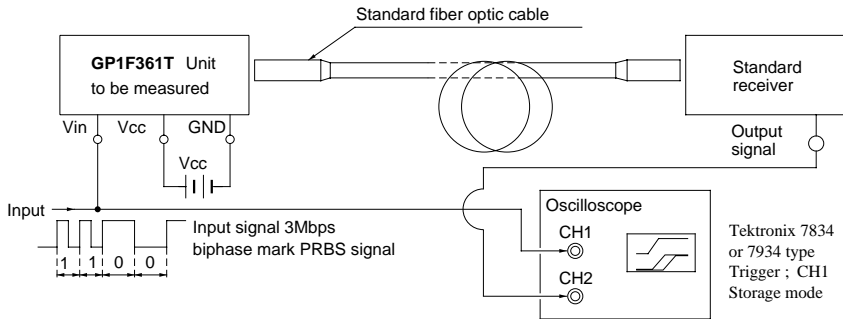 Standard fiber optic cable
GP1F361T Unit
to be measured
Standard
receiver
Vin
Vcc
GND
Output
signal
Vcc
Input
Input signal 3Mbps
biphase mark PRBS signal
1 1 0 0
Oscilloscope
CH1
CH2
Tektronix 7834
or 7934 type
Trigger ; CH1
Storage mode